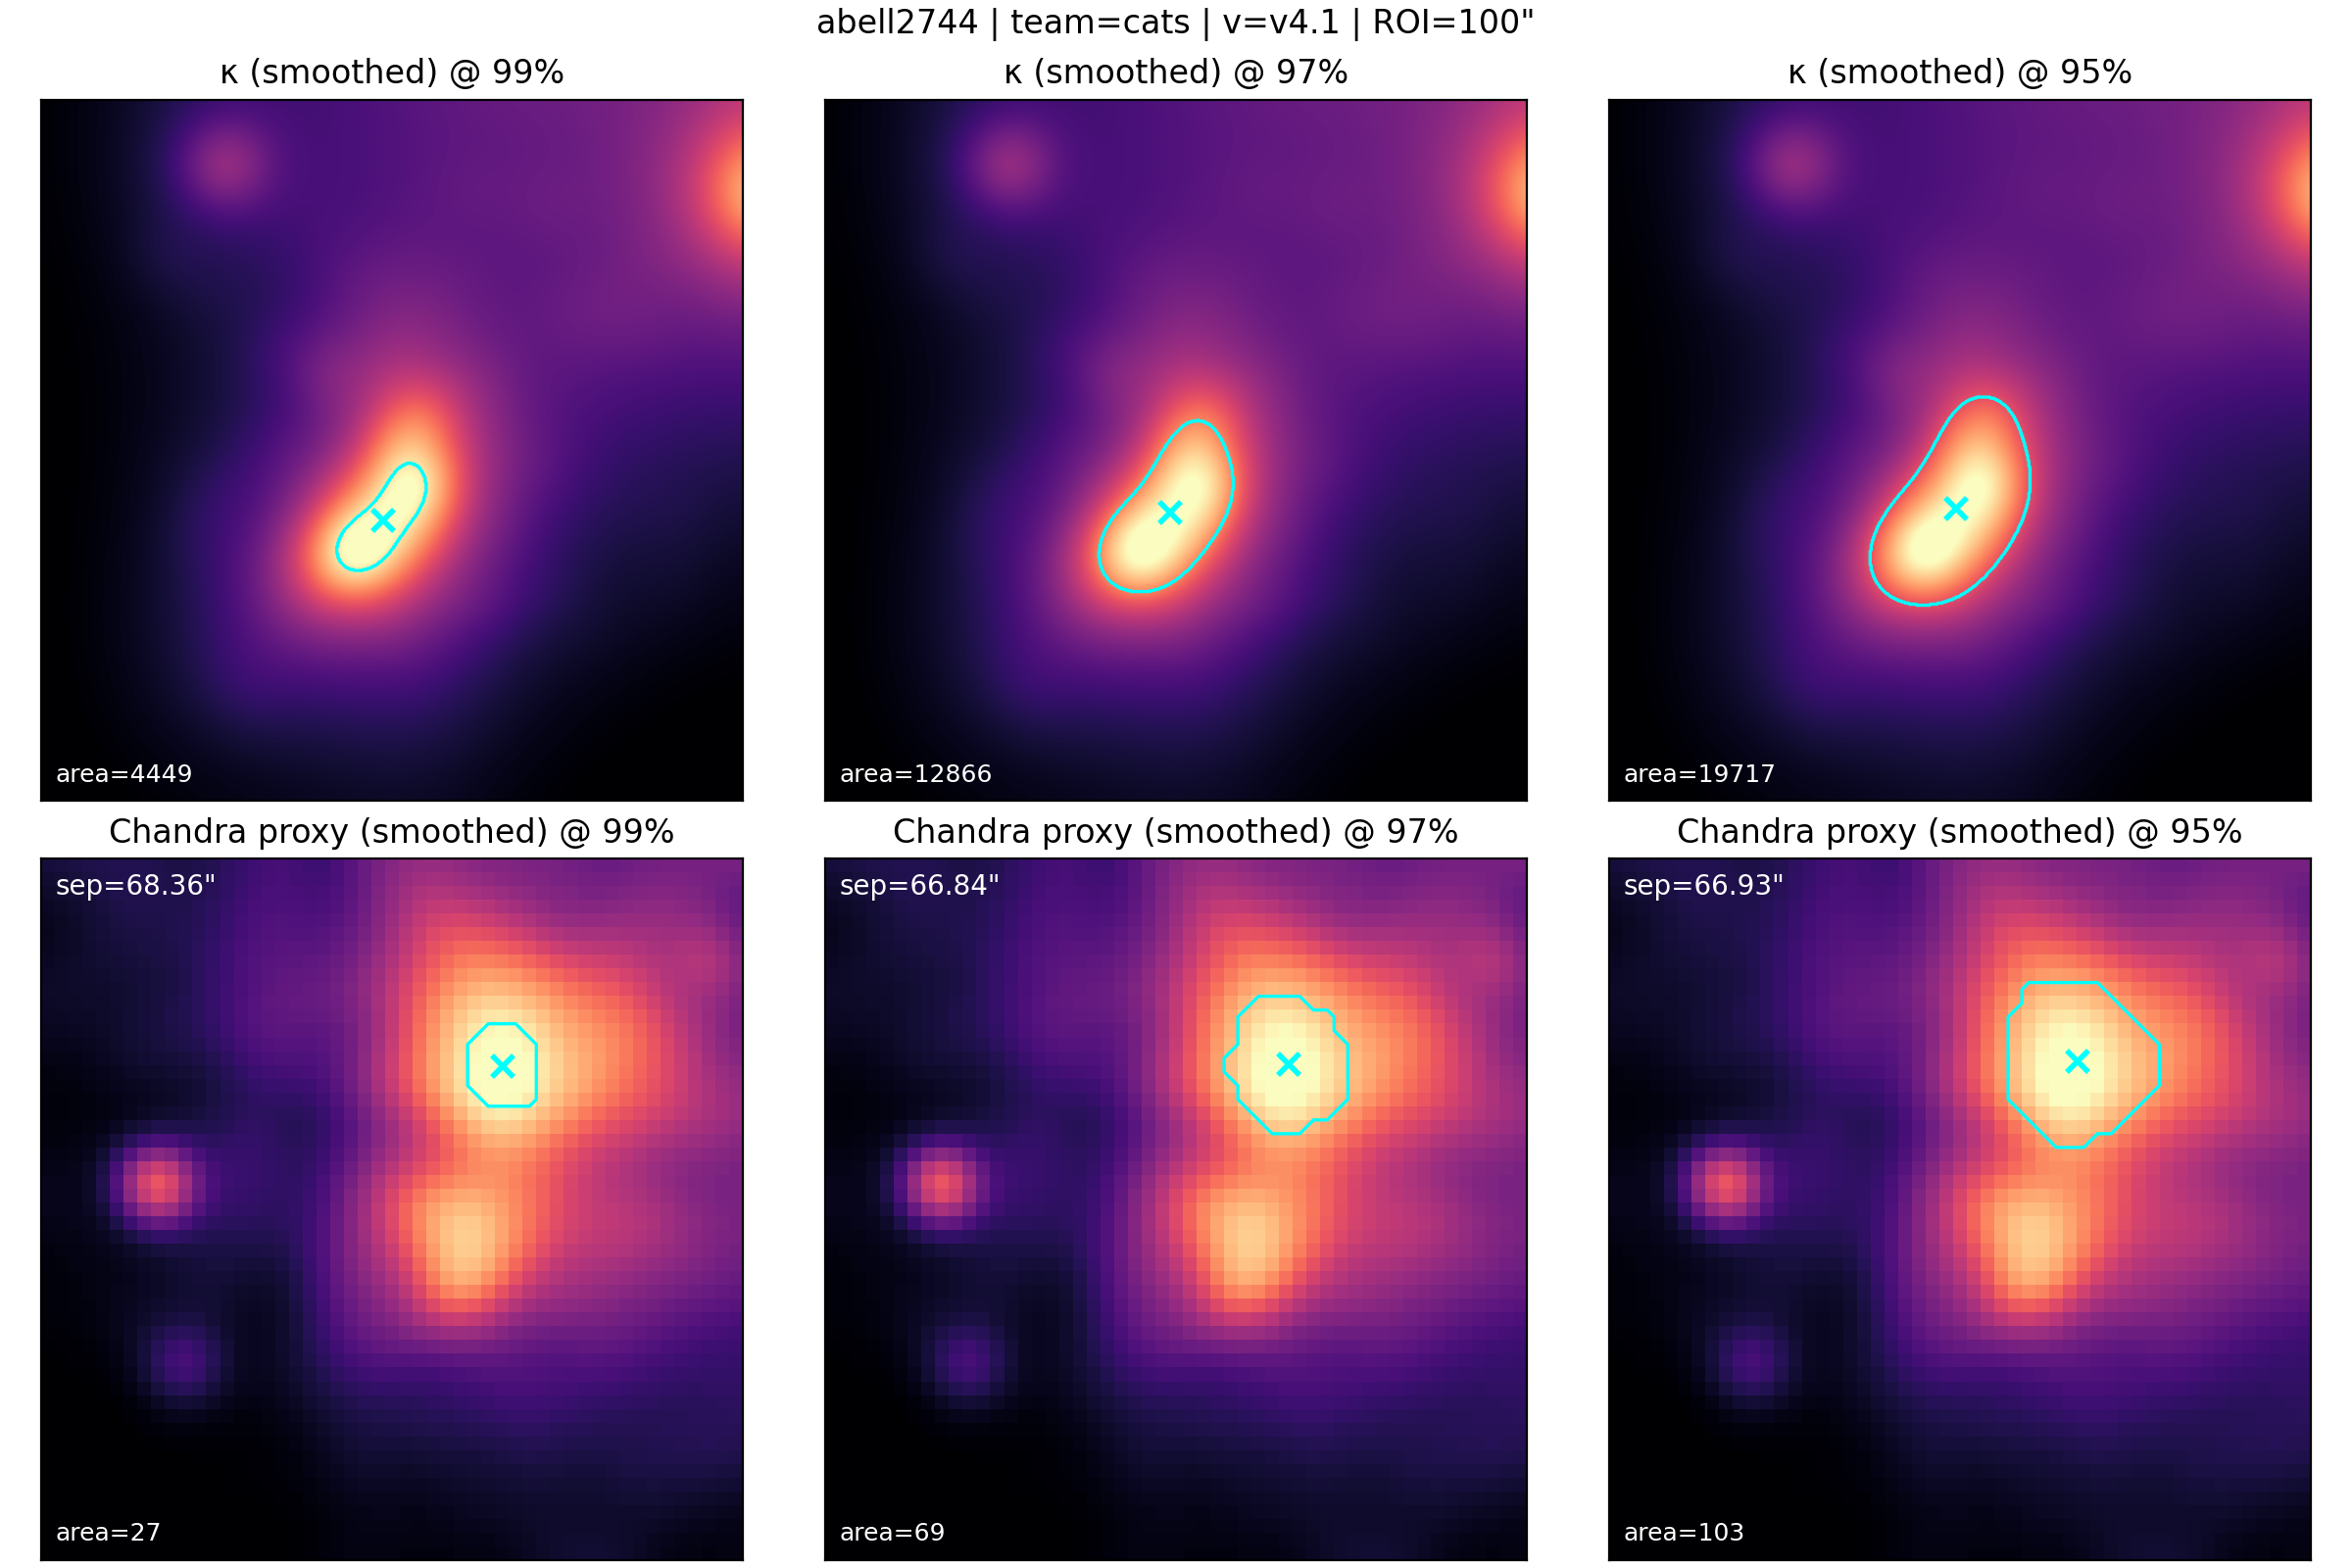 abell2744 | team=cats | v=v4.1 | ROI=100"
κ (smoothed) @ 99%
κ (smoothed) @ 97%
κ (smoothed) @ 95%
area=4449
area=12866
area=19717
Chandra proxy (smoothed) @ 99%
Chandra proxy (smoothed) @ 97%
Chandra proxy (smoothed) @ 95%
sep=68.36"
sep=66.84"
sep=66.93"
area=27
area=69
area=103